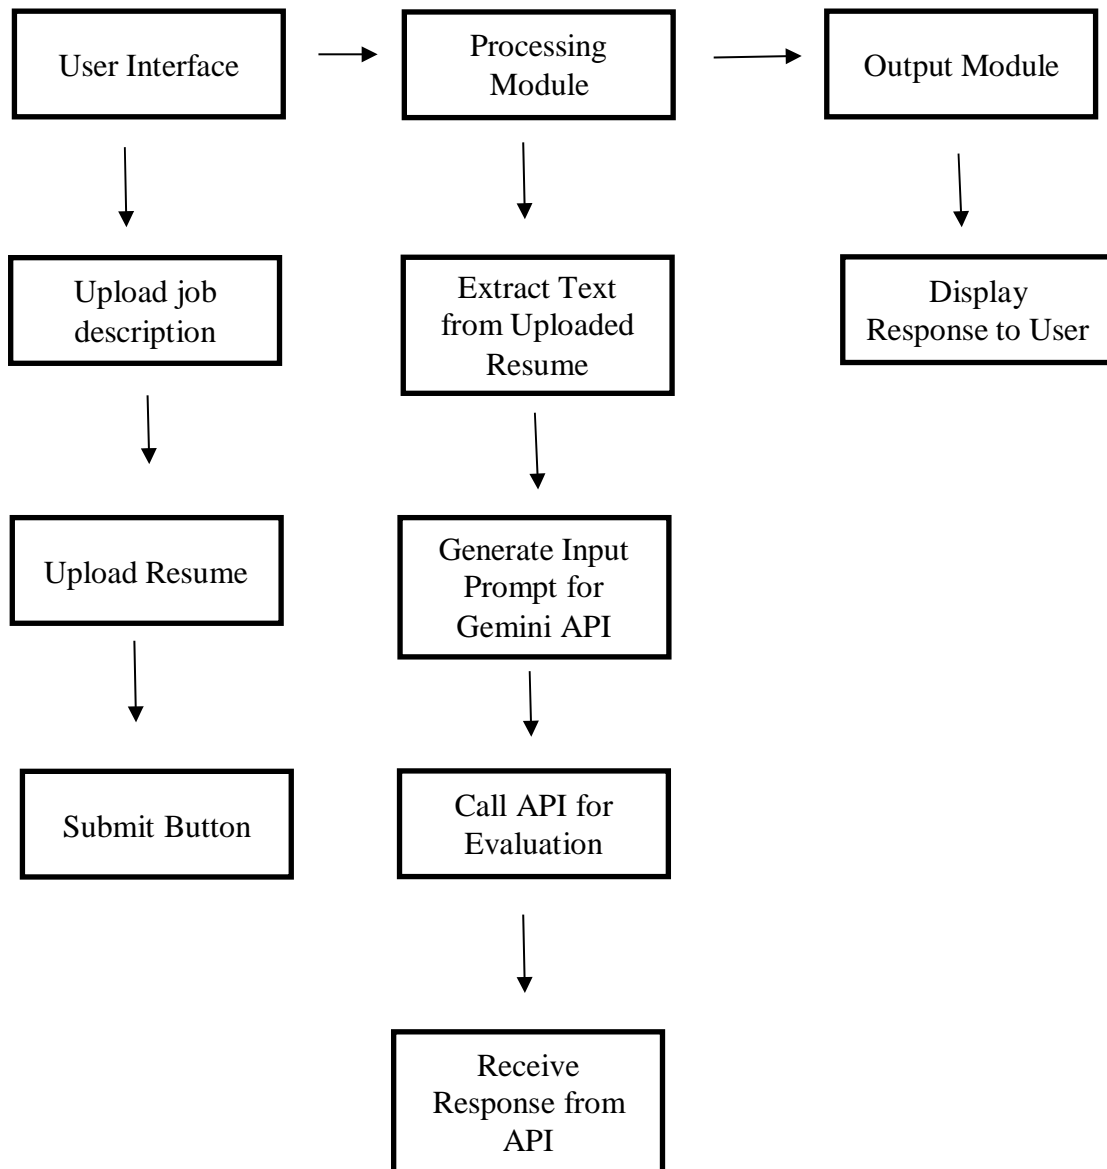 User Interface
Processing
Module
Output Module
Upload job
description
Extract Text
from Uploaded
Resume
Display
Response to User
Upload Resume
Generate Input
Prompt for
Gemini API
Submit Button
Call API for
Evaluation
Receive
Response from
API